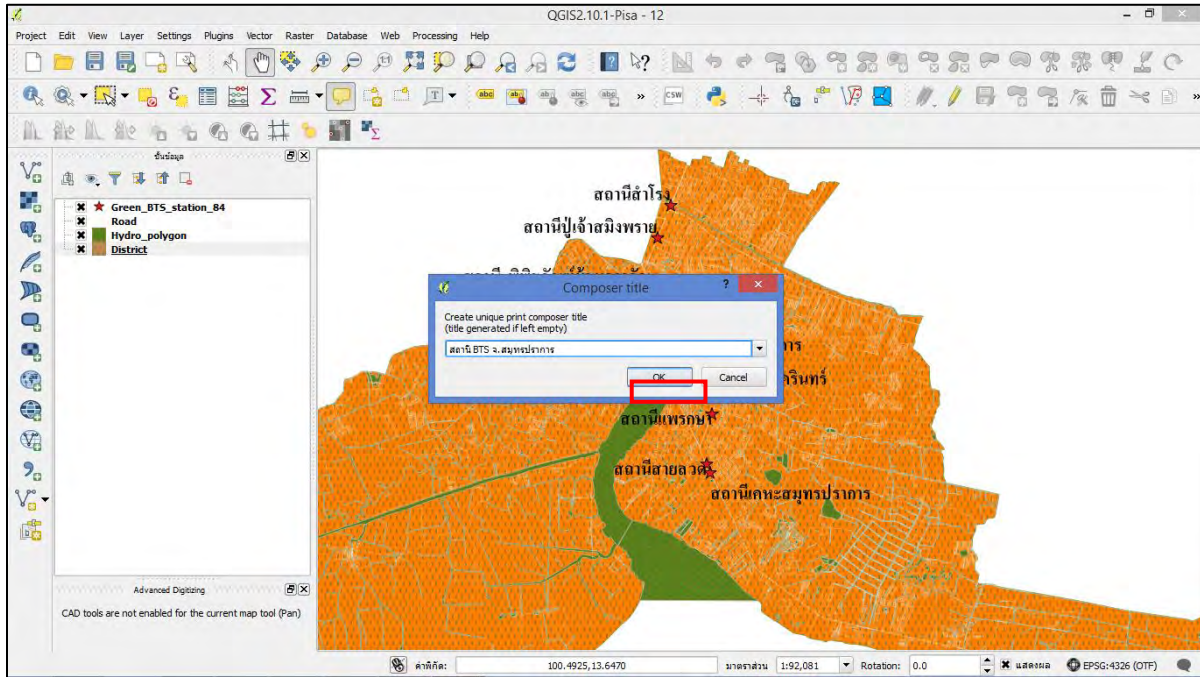 QGIS2.10.1-Pisa - 12
Project Edit View Layer Settings Plugins Vector Raster Database Web Processing Help
ชั้นข้อมูล
Green_BTS_station_84
Road
Hydro_polygon
District
สถานีสำโรง
สถานีปู่เจ้าสมิงพราย
Composer title
Create unique print composer title
(title generated if left empty)
สถานี BTS จ.สมุทรปราการ
OK Cancel
สถานีแพรกษา
สถานีสายลวด
สถานีเคหะสมุทรปราการ
Advanced Digitizing
CAD tools are not enabled for the current map tool (Pan)
ค่าพิกัด: 100.4925,13.6470 มาตราส่วน 1:92,081 Rotation: 0.0 แสดงผล EPSG:4326 (OTF)